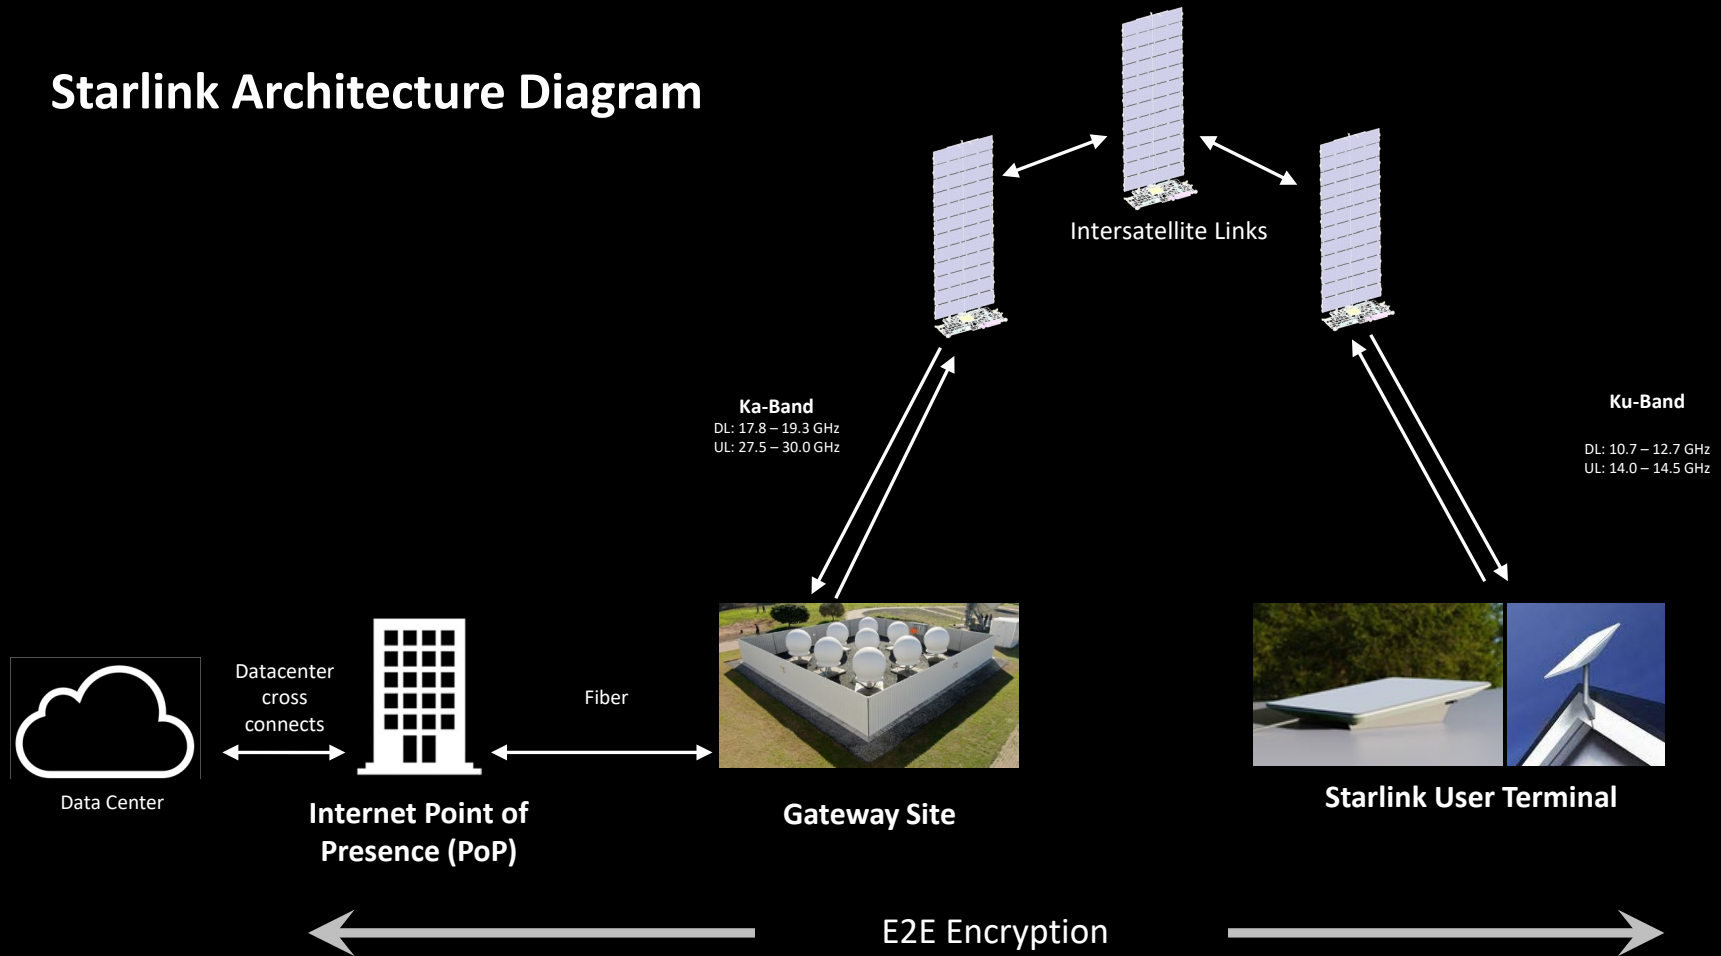 Starlink Architecture Diagram
Intersatellite Links
Ka-Band
DL: 17.8 – 19.3 GHz
UL: 27.5 – 30.0 GHz
Ku-Band
DL: 10.7 – 12.7 GHz
UL: 14.0 – 14.5 GHz
Datacenter
cross
connects
Fiber
Data Center
Internet Point of
Presence (PoP)
Gateway Site
Starlink User Terminal
E2E Encryption